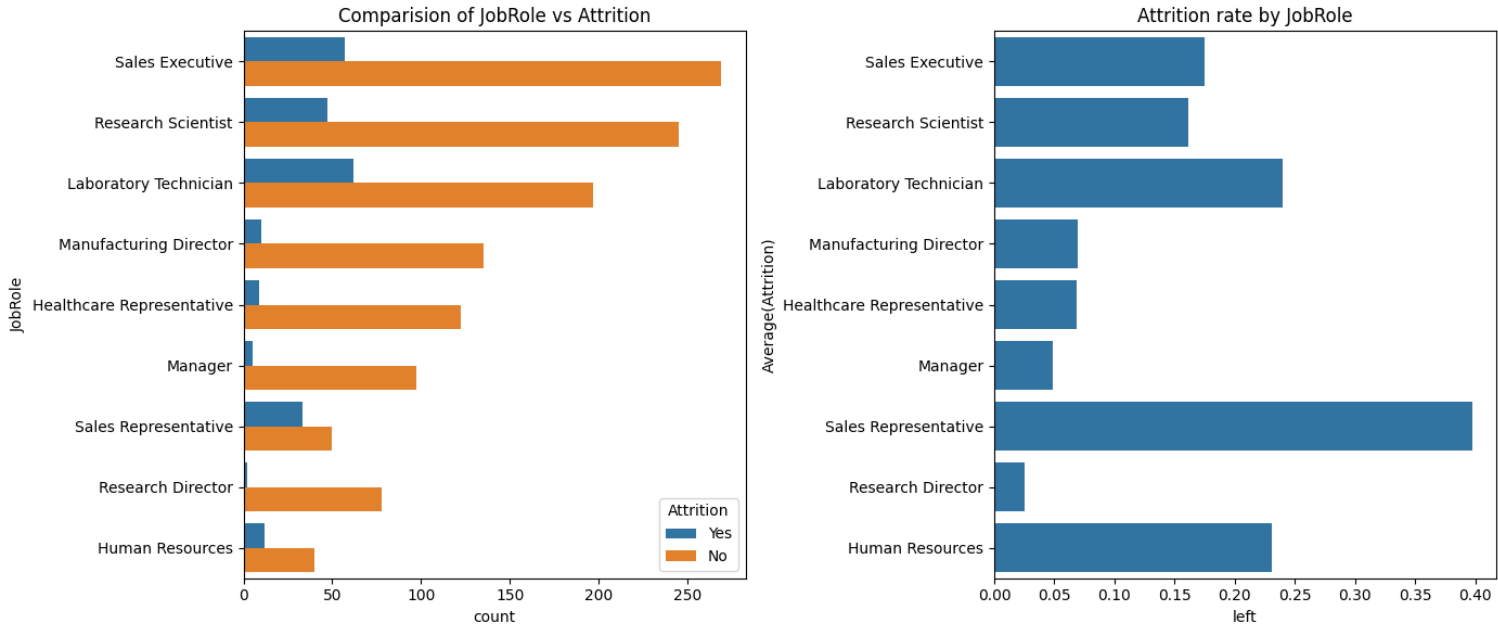 Comparision of JobRole vs Attrition
JobRole
Sales Executive
Research Scientist
Laboratory Technician
Manufacturing Director
Healthcare Representative
Manager
Sales Representative
Research Director
Human Resources
Attrition
Yes
No
0 50 100 150 200 250
count
Attrition rate by JobRole
Average(Attrition)
Sales Executive
Research Scientist
Laboratory Technician
Manufacturing Director
Healthcare Representative
Manager
Sales Representative
Research Director
Human Resources
0.00 0.05 0.10 0.15 0.20 0.25 0.30 0.35 0.40
left